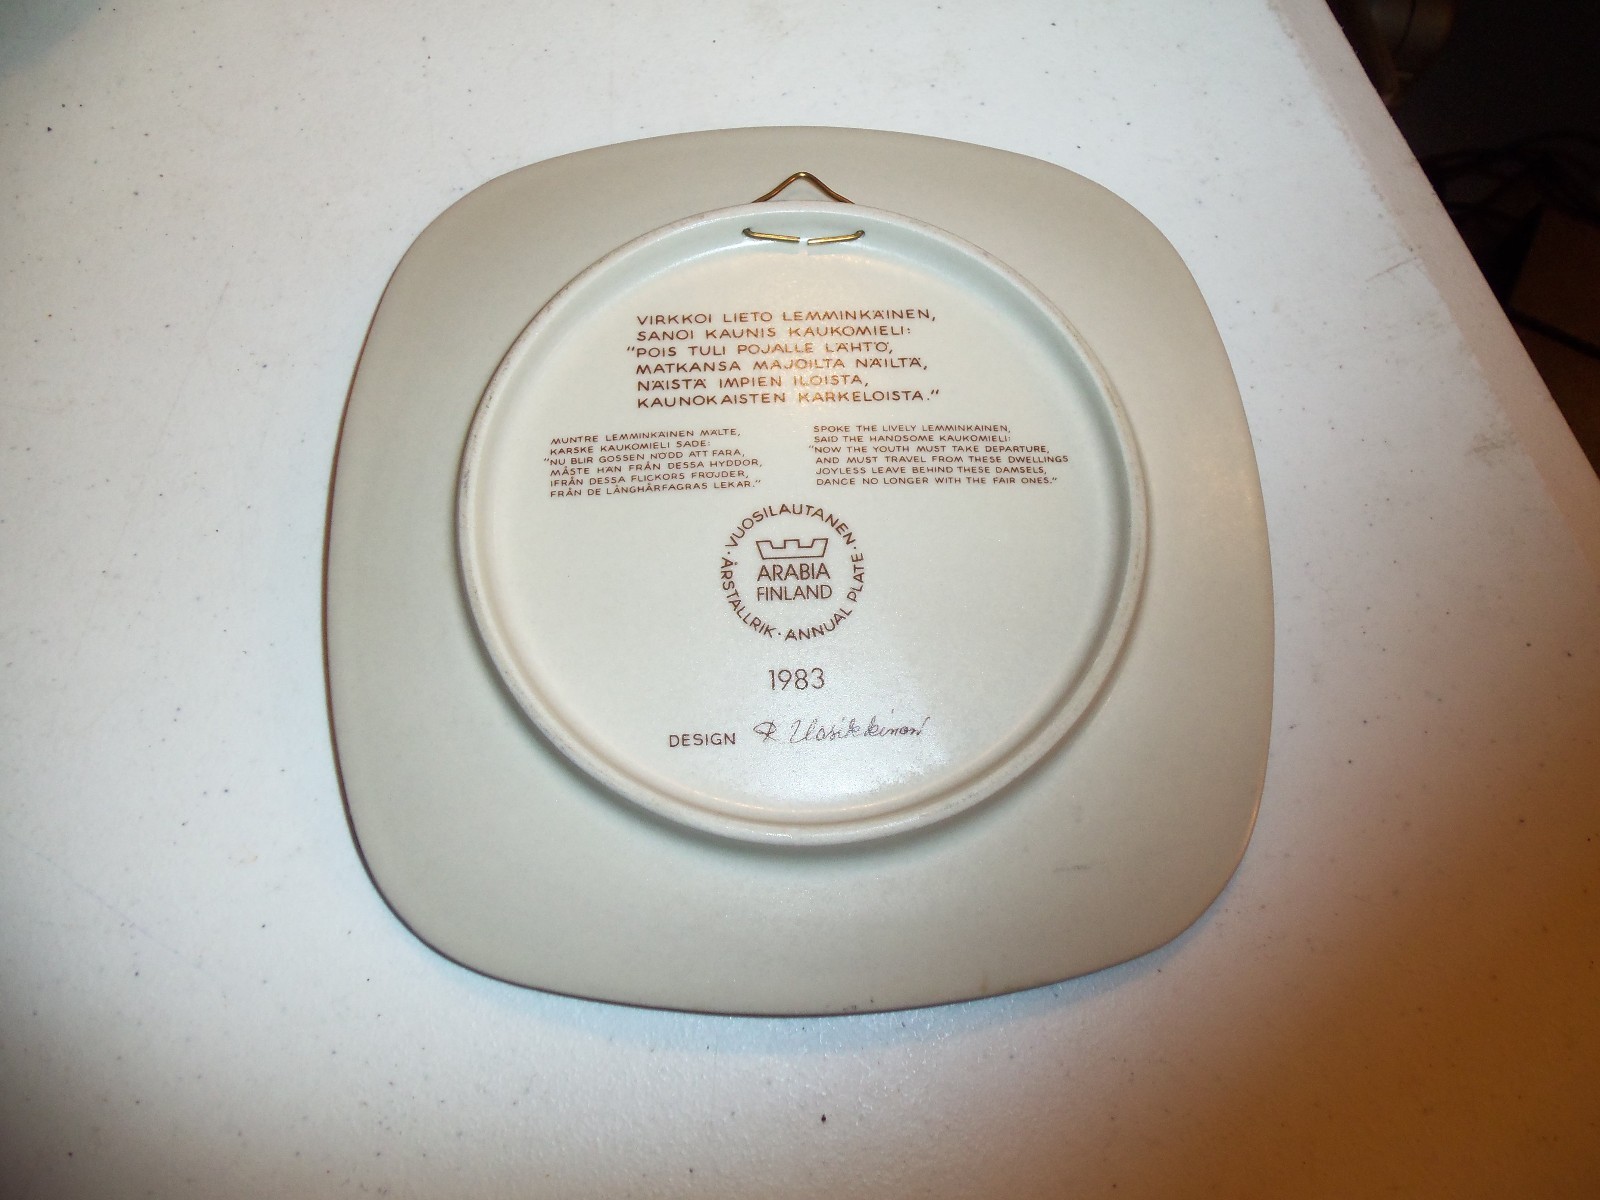 VIRKKOI LIETO LEMMINKÄINEN,
SANOI KAUNIS KAUKOMIELI:
"POIS TULI POJALLE LÄHTÖ,
MATKANSA MAJOILTA NÄILTÄ,
NÄISTÄ IMPIEN ILOISTA,
KAUNOKAISTEN KARKELOISTA."
MUNTRE LEMMINKÄINEN MÄLTE,
KARSKE KAUKOMIELI SADE:
"NU BLIR GOSSEN NÖDD ATT FARA,
MÅSTE HAN FRÅN DESSA HYDDOR,
IFRÅN DESSA FLICKORS FRÖJDER,
FRÅN DE LÅNGHÅRFAGRAS LEKAR."
SPOKE THE LIVELY LEMMINKAINEN,
SAID THE HANDSOME KAUKOMIELI:
"NOW THE YOUTH MUST TAKE DEPARTURE,
AND MUST TRAVEL FROM THESE DWELLINGS
JOYLESS LEAVE BEHIND THESE DAMSELS,
DANCE NO LONGER WITH THE FAIR ONES."
· VUOSILAUTANEN · ANNUAL PLATE · ÅRSTALLRIK
ARABIA
FINLAND
1983
DESIGN R Uosikkinen